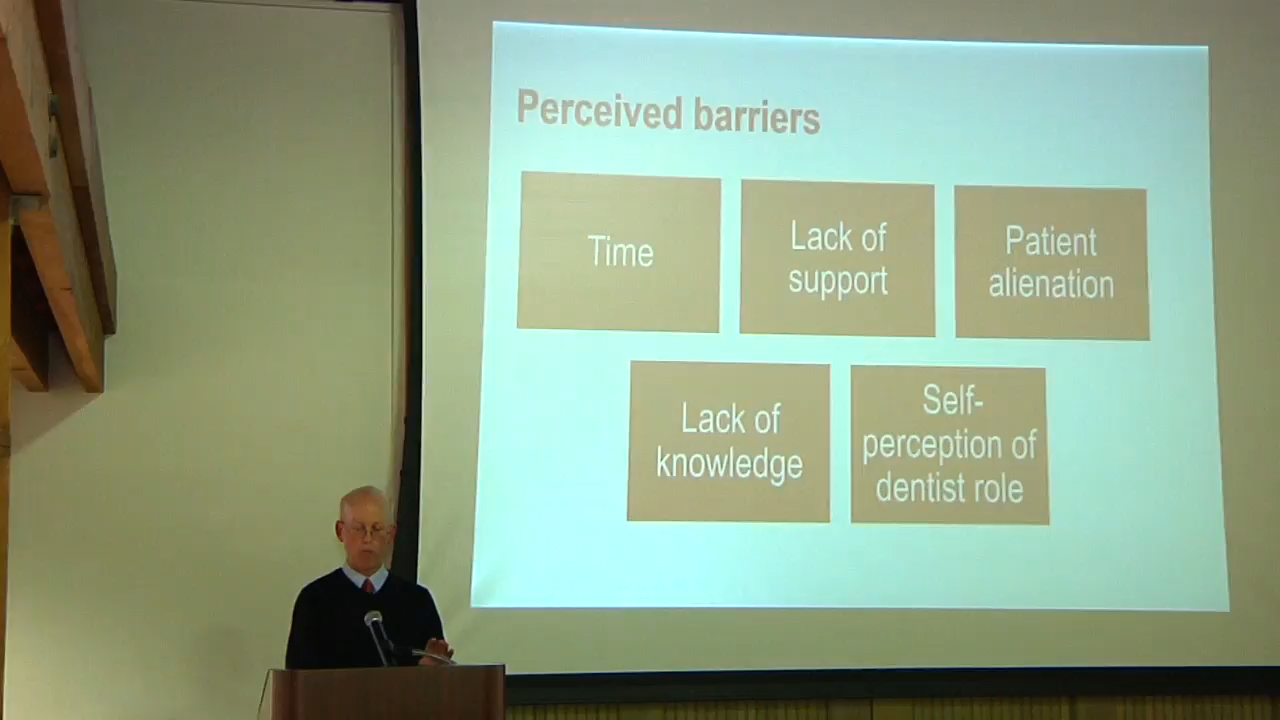 Perceived barriers
Time
Lack of
support
Patient
alienation
Lack of
knowledge
Self-
perception of
dentist role